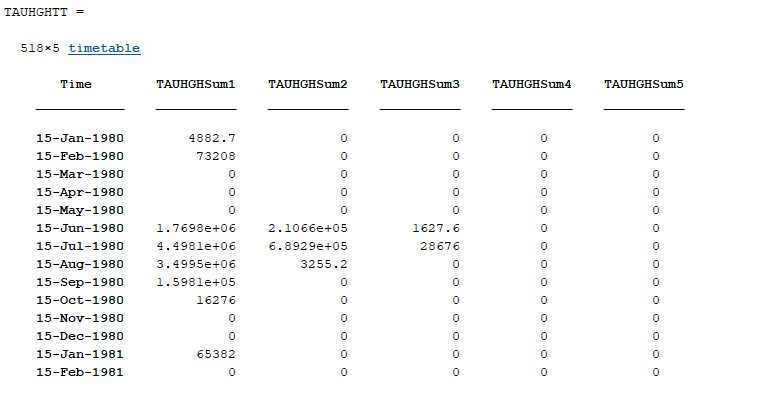 TAUHGHTT =
518×5 timetable
Time TAUHGHSum1 TAUHGHSum2 TAUHGHSum3 TAUHGHSum4 TAUHGHSum5
15-Jan-1980 4882.7 0 0 0 0
15-Feb-1980 73208 0 0 0 0
15-Mar-1980 0 0 0 0 0
15-Apr-1980 0 0 0 0 0
15-May-1980 0 0 0 0 0
15-Jun-1980 1.7698e+06 2.1066e+05 1627.6 0 0
15-Jul-1980 4.4981e+06 6.8929e+05 28676 0 0
15-Aug-1980 3.4995e+06 3255.2 0 0 0
15-Sep-1980 1.5981e+05 0 0 0 0
15-Oct-1980 16276 0 0 0 0
15-Nov-1980 0 0 0 0 0
15-Dec-1980 0 0 0 0 0
15-Jan-1981 65382 0 0 0 0
15-Feb-1981 0 0 0 0 0